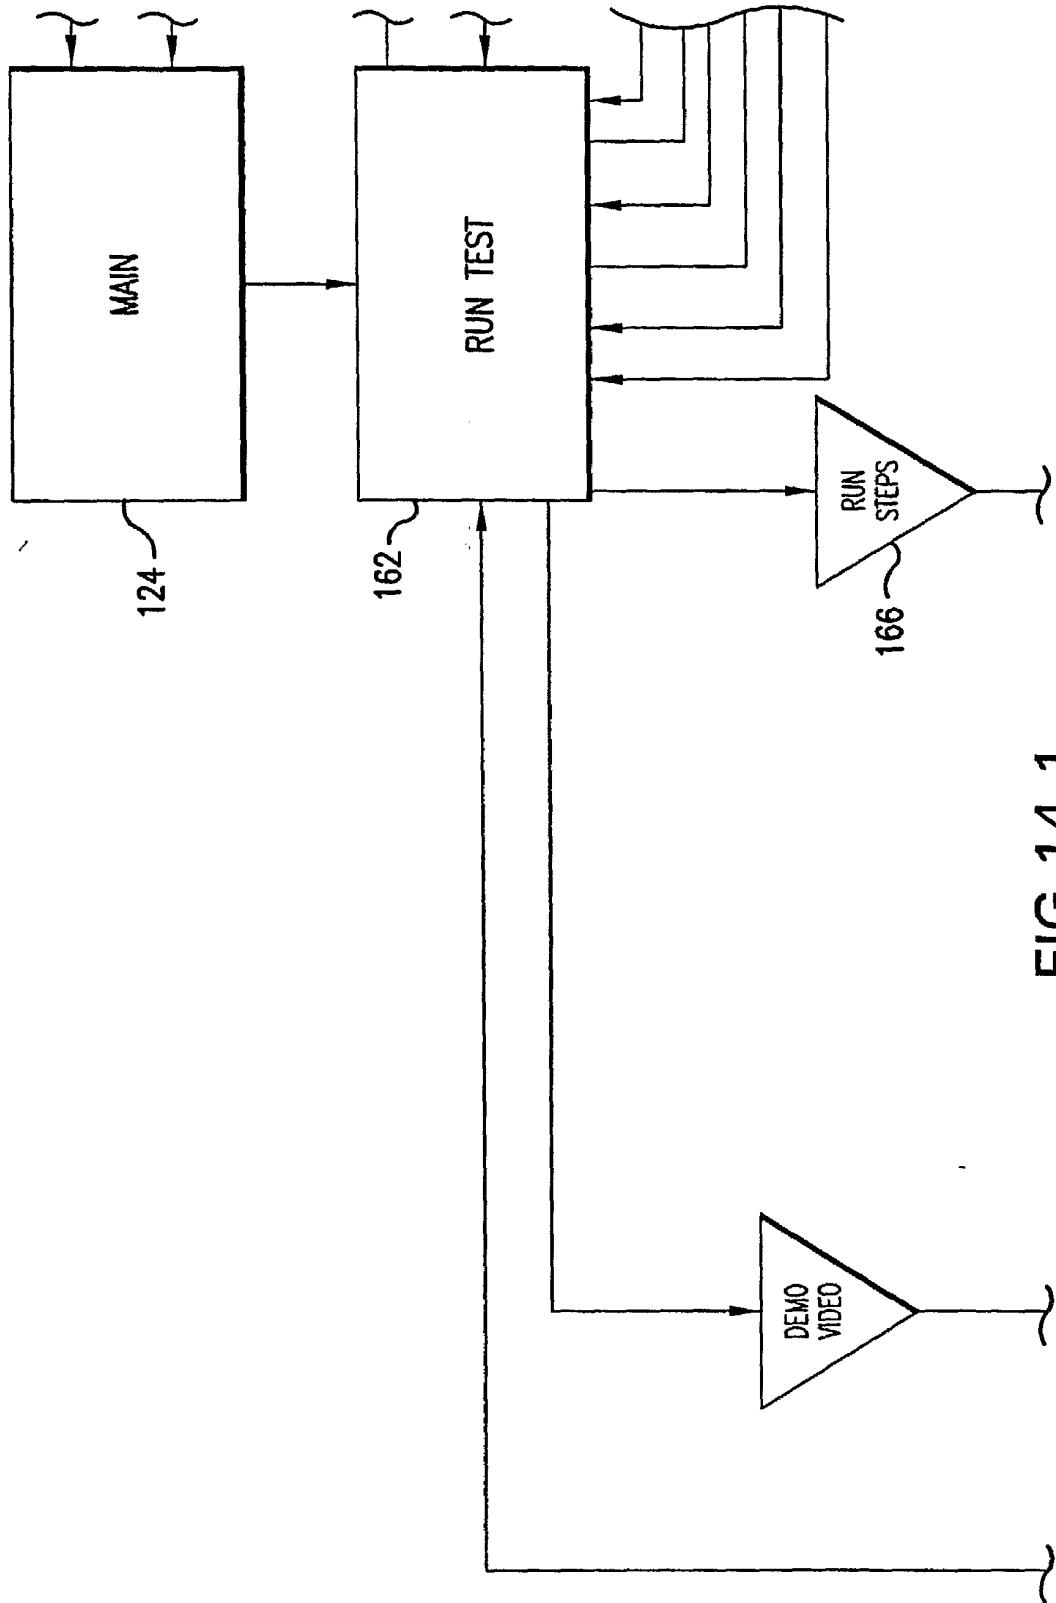 MAIN
124
RUN TEST
162
RUN
STEPS
166
DEMO
VIDEO
FIG. 14.1